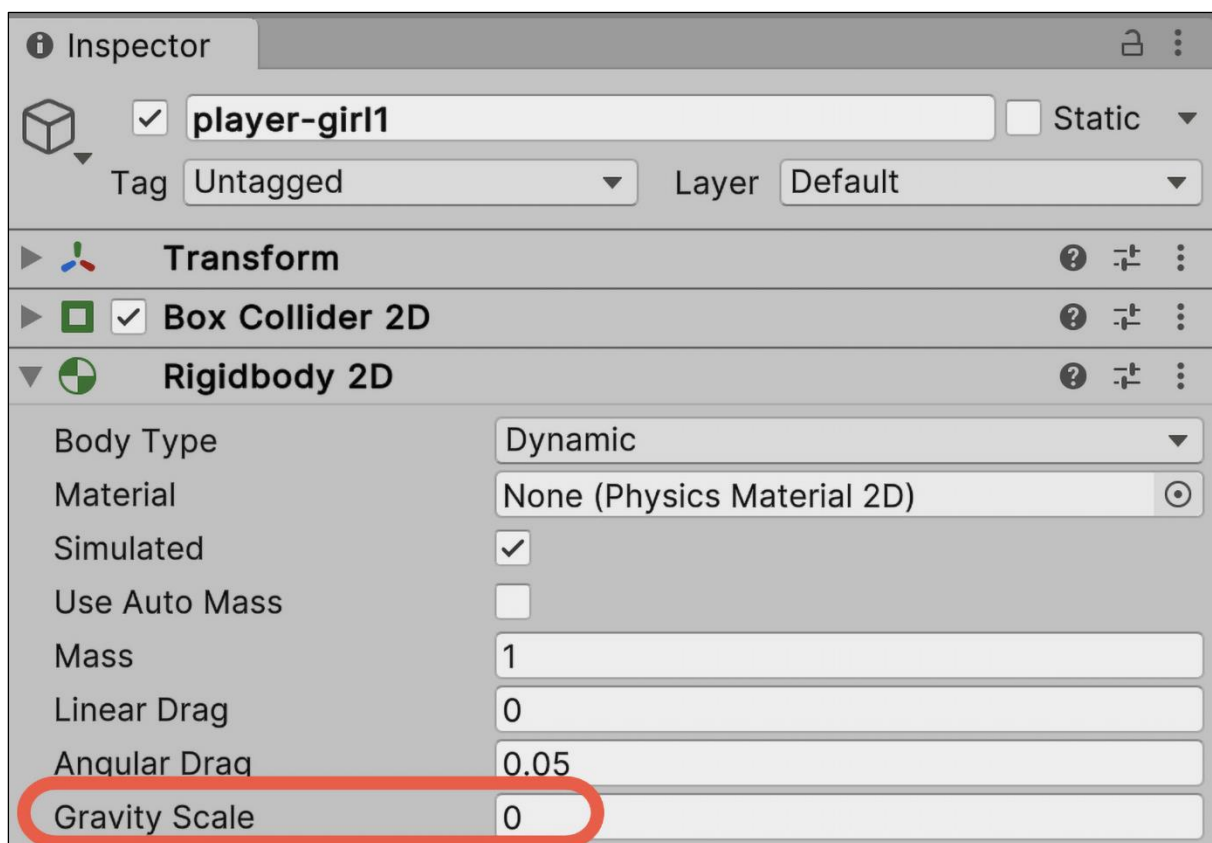 Inspector
player-girl1 Static
Tag Untagged Layer Default
Transform
Box Collider 2D
Rigidbody 2D
Body Type Dynamic
Material None (Physics Material 2D)
Simulated
Use Auto Mass
Mass 1
Linear Drag 0
Angular Drag 0.05
Gravity Scale 0